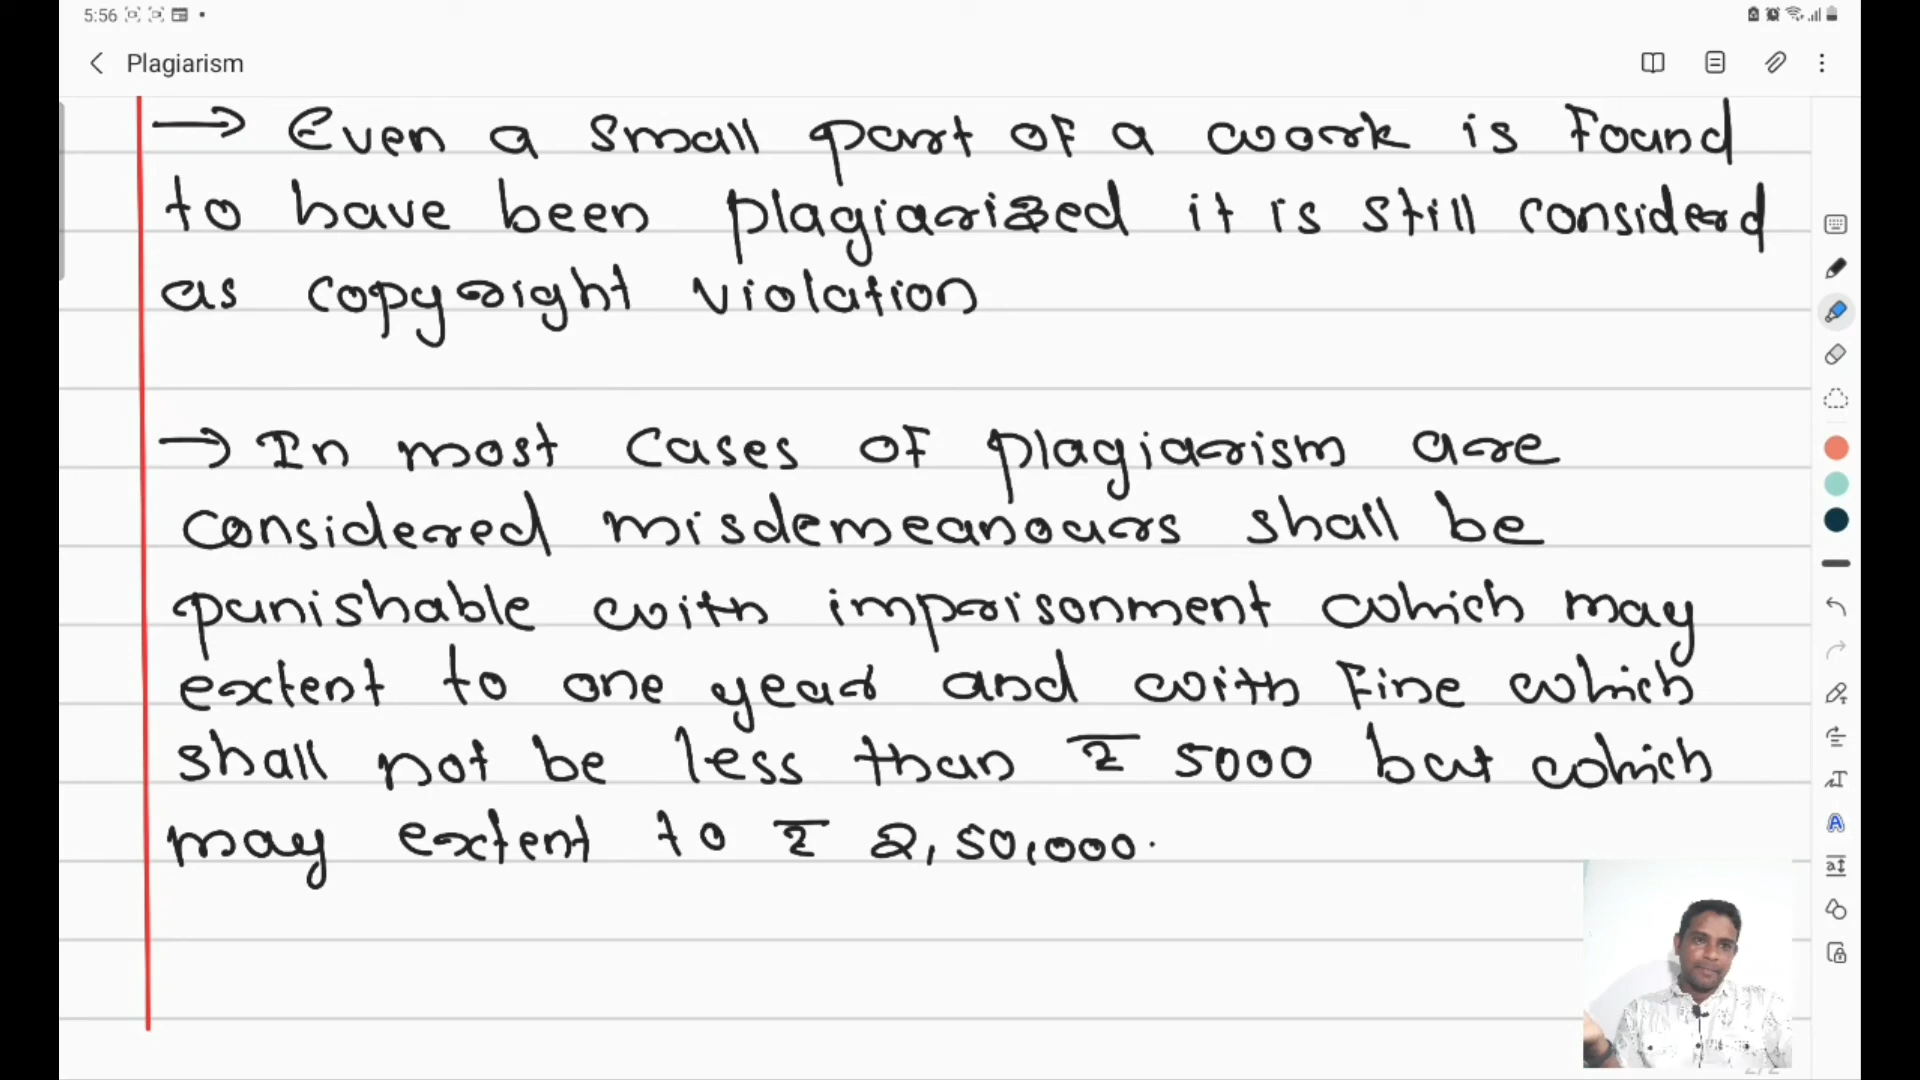 5:56
Plagiarism
→ Even a small part of a work is found
to have been plagiarized it is still considerd
as copyright violation
→ In most cases of plagiarism are
considered misdemeanours shall be
punishable with imprisonment which may
extent to one year and with fine which
shall not be less than ₹ 5000 but which
may extent to ₹ 2,50,000.
2/2